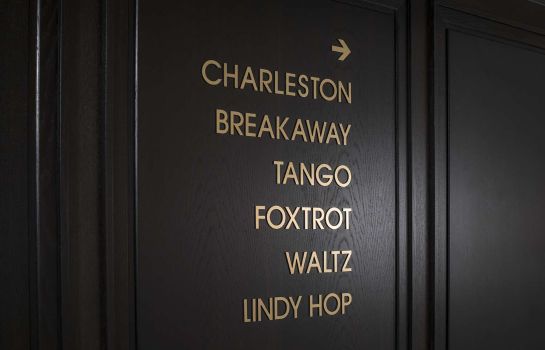 →
CHARLESTON
BREAKAWAY
TANGO
FOXTROT
WALTZ
LINDY HOP